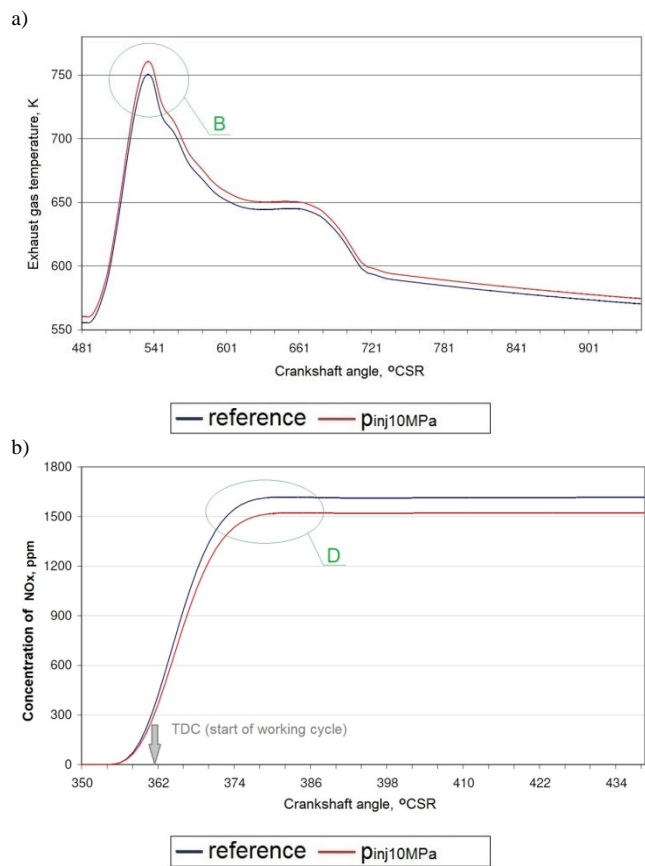 a)
750
700
650
600
550
Exhaust gas temperature, K
B
481 541 601 661 721 781 841 901
Crankshaft angle, ºCSR
reference pinj10MPa
b)
1800
1500
1200
900
600
300
0
Concentration of NOx, ppm
D
TDC (start of working cycle)
350 362 374 386 398 410 422 434
Crankshaft angle, ºCSR
reference pinj10MPa